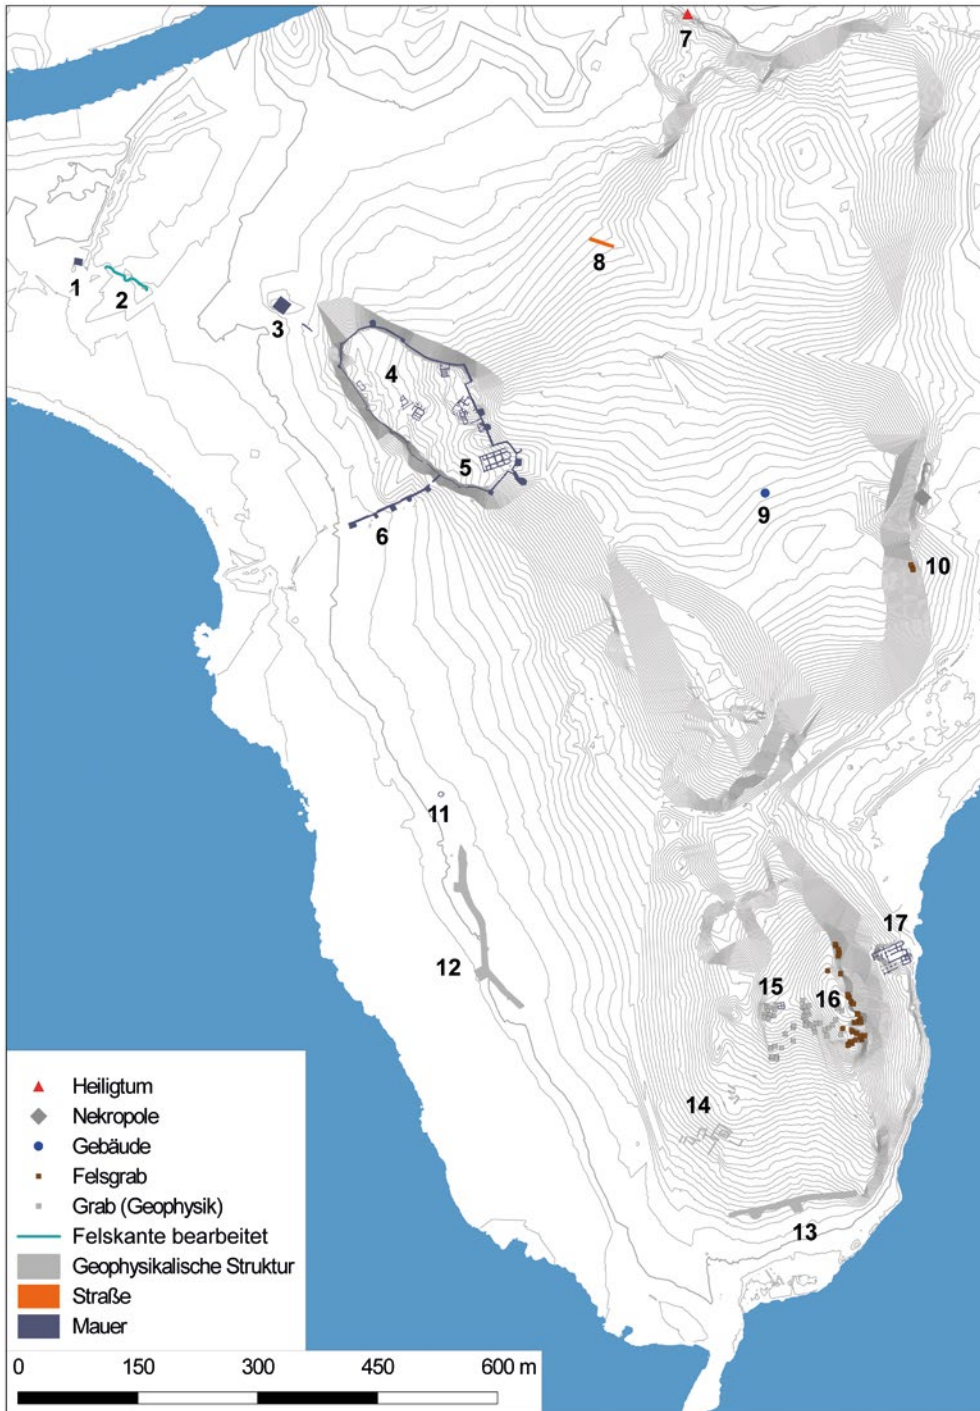 7
8
1
2
3
4
5
6
9
10
11
12
17
15
16
14
13
Heiligtum
Nekropole
Gebäude
Felsgrab
Grab (Geophysik)
Felskante bearbeitet
Geophysikalische Struktur
Straße
Mauer
0 150 300 450 600 m